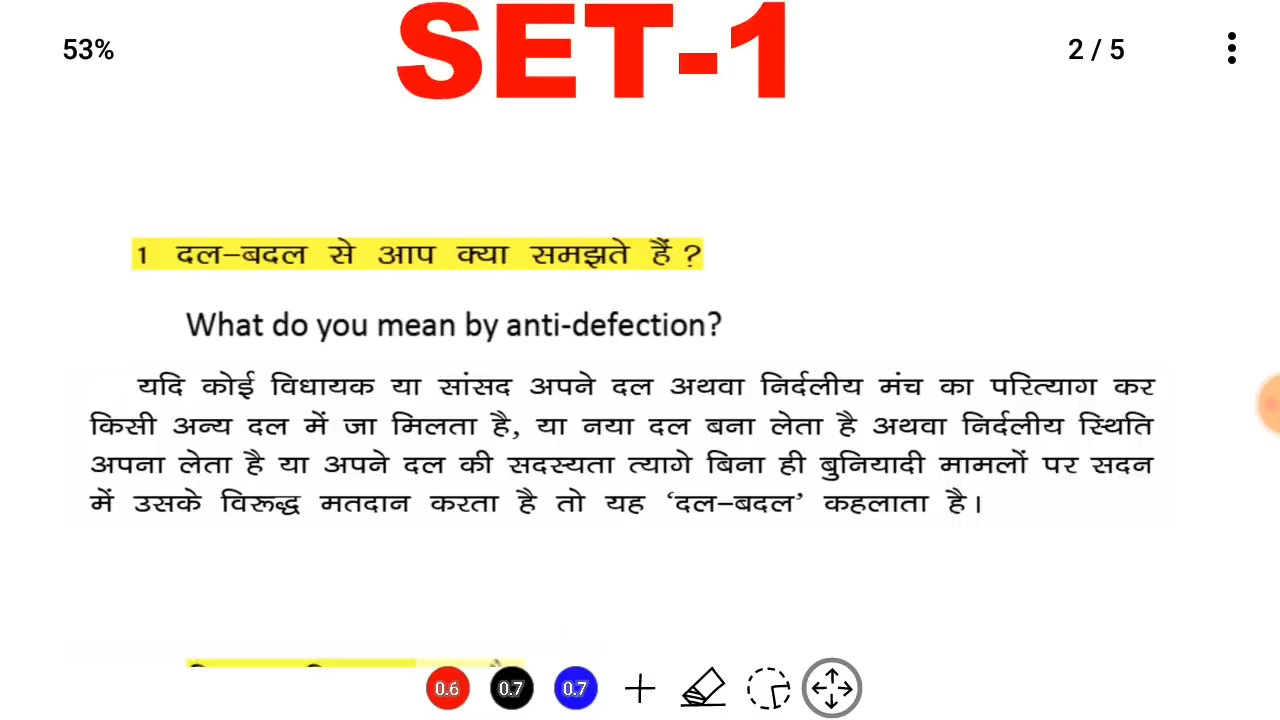 SET-1
53%
2 / 5
1 दल-बदल से आप क्या समझते हैं ?
What do you mean by anti-defection?
यदि कोई विधायक या सांसद अपने दल अथवा निर्दलीय मंच का परित्याग कर
किसी अन्य दल में जा मिलता है, या नया दल बना लेता है अथवा निर्दलीय स्थिति
अपना लेता है या अपने दल की सदस्यता त्यागे बिना ही बुनियादी मामलों पर सदन
में उसके विरूद्ध मतदान करता है तो यह ‘दल-बदल’ कहलाता है।
0.6 0.7 0.7